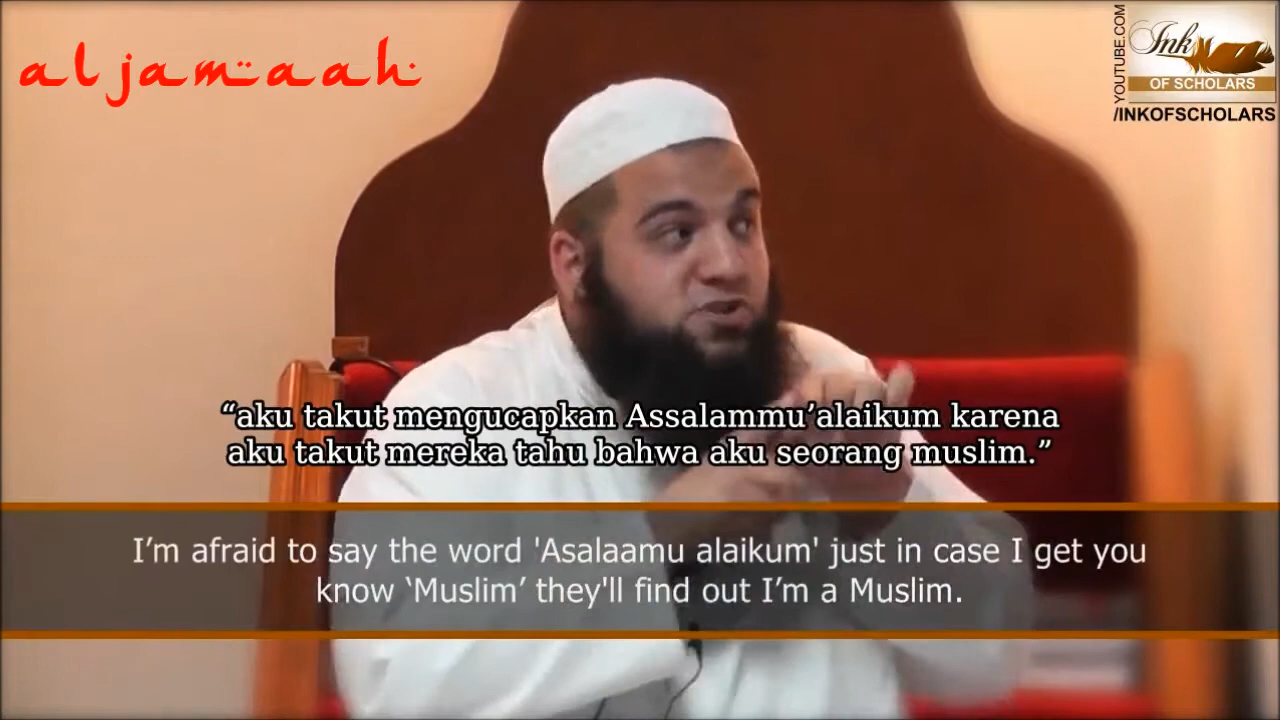 aljamaah
YOUTUBE.COM
Ink
OF SCHOLARS
/INKOFSCHOLARS
“aku takut mengucapkan Assalammu’alaikum karena
aku takut mereka tahu bahwa aku seorang muslim.”
I’m afraid to say the word 'Asalaamu alaikum' just in case I get you
know ‘Muslim’ they'll find out I’m a Muslim.